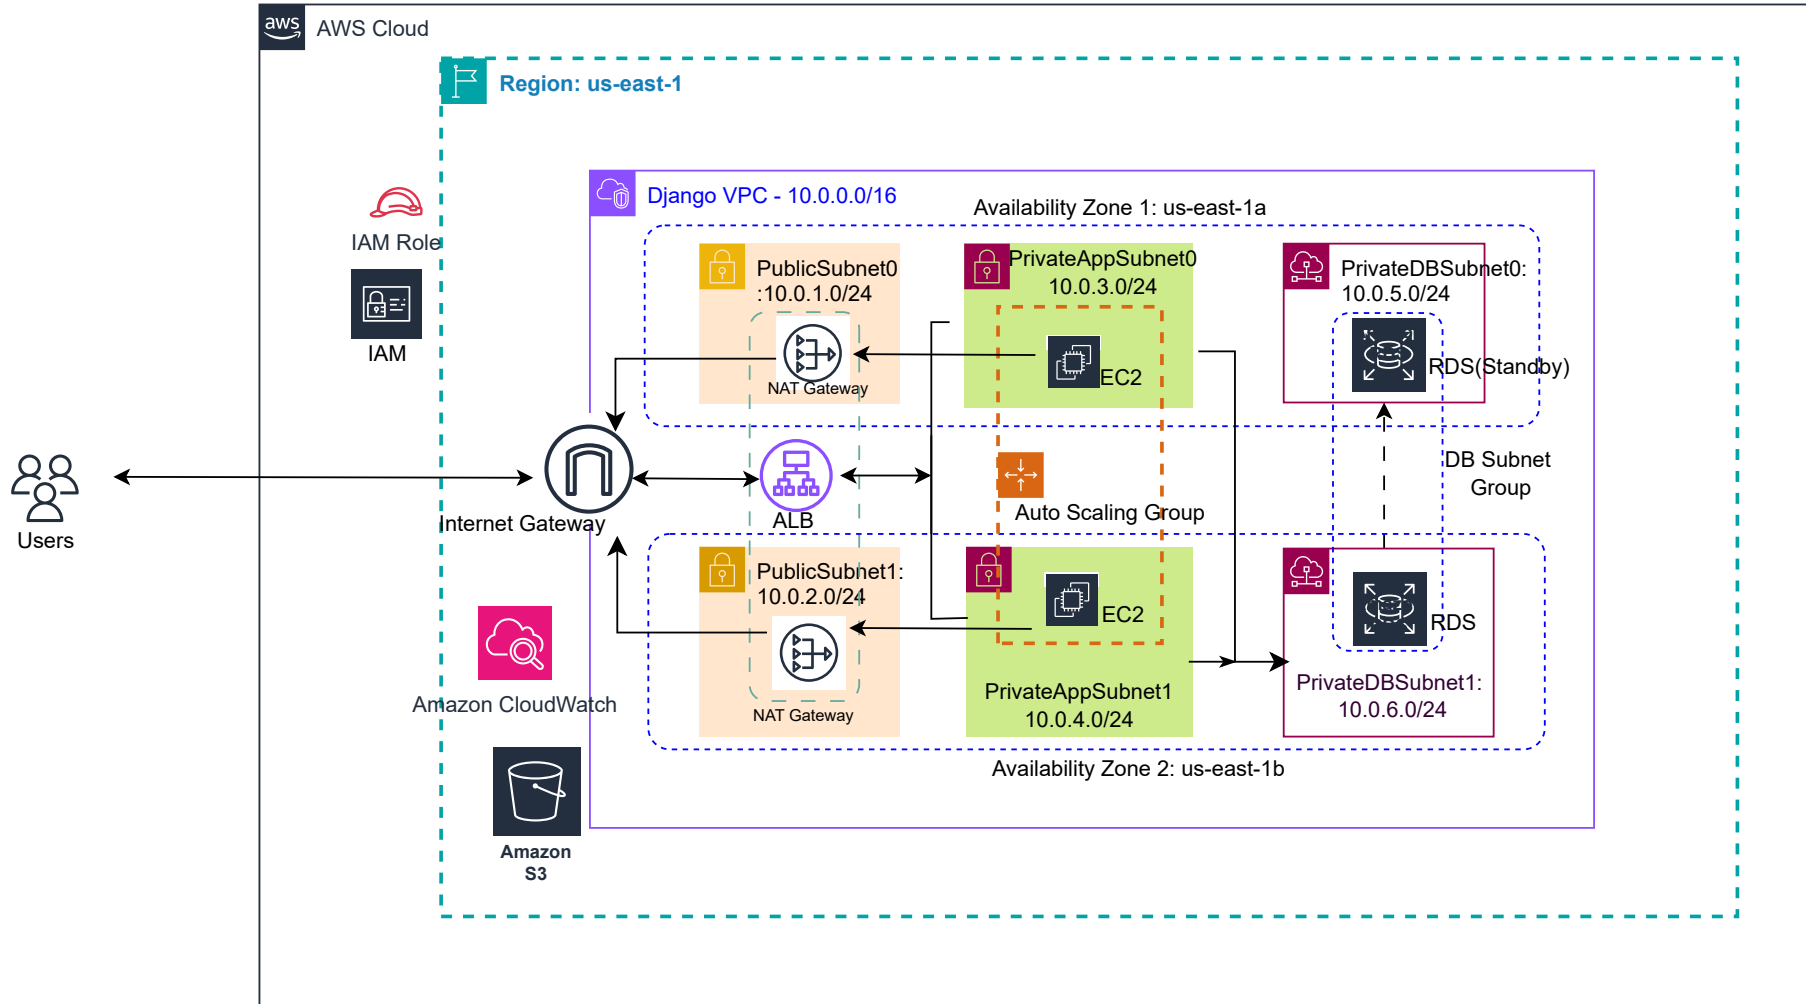 aws
AWS Cloud
Region: us-east-1
IAM Role
IAM
Django VPC - 10.0.0.0/16
Availability Zone 1: us-east-1a
PublicSubnet0
:10.0.1.0/24
NAT Gateway
PrivateAppSubnet0
10.0.3.0/24
EC2
PrivateDBSubnet0:
10.0.5.0/24
RDS(Standby)
Users
Internet Gateway
ALB
Auto Scaling Group
DB Subnet
Group
PublicSubnet1:
10.0.2.0/24
NAT Gateway
EC2
PrivateAppSubnet1
10.0.4.0/24
RDS
PrivateDBSubnet1:
10.0.6.0/24
Availability Zone 2: us-east-1b
Amazon CloudWatch
Amazon
S3